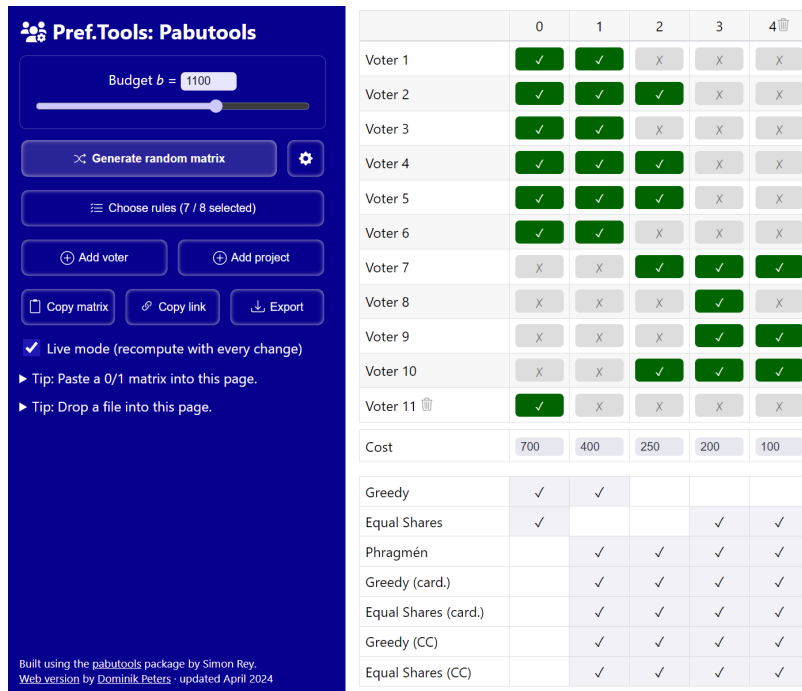 Pref.Tools: Pabutools
Budget b = 1100
Generate random matrix
Choose rules (7 / 8 selected)
Add voter Add project
Copy matrix Copy link Export
Live mode (recompute with every change)
Tip: Paste a 0/1 matrix into this page.
Tip: Drop a file into this page.
Built using the pabutools package by Simon Rey.
Web version by Dominik Peters · updated April 2024
0 1 2 3 4
Voter 1 ✓ ✓ ✗ ✗ ✗
Voter 2 ✓ ✓ ✓ ✗ ✗
Voter 3 ✓ ✓ ✗ ✗ ✗
Voter 4 ✓ ✓ ✓ ✗ ✗
Voter 5 ✓ ✓ ✓ ✗ ✗
Voter 6 ✓ ✓ ✗ ✗ ✗
Voter 7 ✗ ✗ ✓ ✓ ✓
Voter 8 ✗ ✗ ✗ ✓ ✗
Voter 9 ✗ ✗ ✗ ✓ ✓
Voter 10 ✗ ✗ ✓ ✓ ✓
Voter 11 ✓ ✗ ✗ ✗ ✗
Cost 700 400 250 200 100
Greedy ✓ ✓
Equal Shares ✓ ✓ ✓
Phragmén ✓ ✓ ✓ ✓
Greedy (card.) ✓ ✓ ✓ ✓
Equal Shares (card.) ✓ ✓ ✓ ✓
Greedy (CC) ✓ ✓ ✓ ✓
Equal Shares (CC) ✓ ✓ ✓ ✓